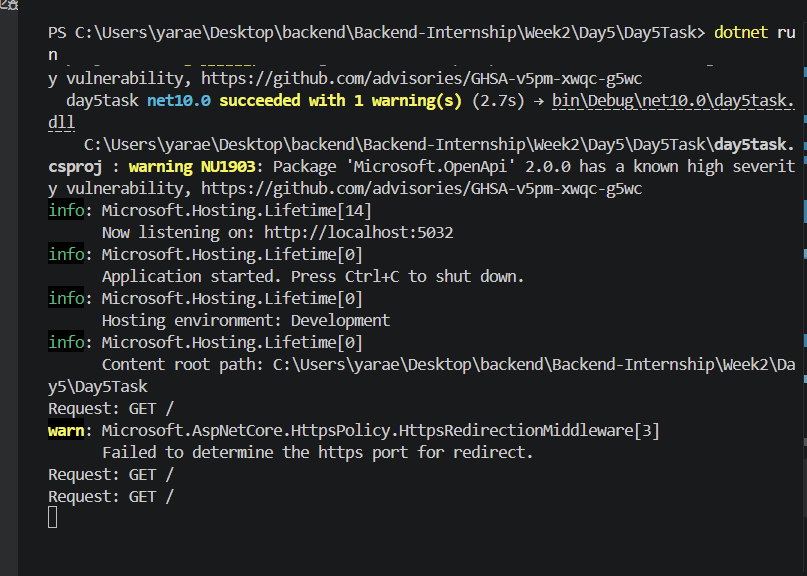 PS C:\Users\yarae\Desktop\backend\Backend-Internship\Week2\Day5\Day5Task> dotnet ru
n
y vulnerability, https://github.com/advisories/GHSA-v5pm-xwqc-g5wc
day5task net10.0 succeeded with 1 warning(s) (2.7s) → bin\Debug\net10.0\day5task.
dll
C:\Users\yarae\Desktop\backend\Backend-Internship\Week2\Day5\Day5Task\day5task.
csproj : warning NU1903: Package 'Microsoft.OpenApi' 2.0.0 has a known high severit
y vulnerability, https://github.com/advisories/GHSA-v5pm-xwqc-g5wc
info: Microsoft.Hosting.Lifetime[14]
Now listening on: http://localhost:5032
info: Microsoft.Hosting.Lifetime[0]
Application started. Press Ctrl+C to shut down.
info: Microsoft.Hosting.Lifetime[0]
Hosting environment: Development
info: Microsoft.Hosting.Lifetime[0]
Content root path: C:\Users\yarae\Desktop\backend\Backend-Internship\Week2\Da
y5\Day5Task
Request: GET /
warn: Microsoft.AspNetCore.HttpsPolicy.HttpsRedirectionMiddleware[3]
Failed to determine the https port for redirect.
Request: GET /
Request: GET /